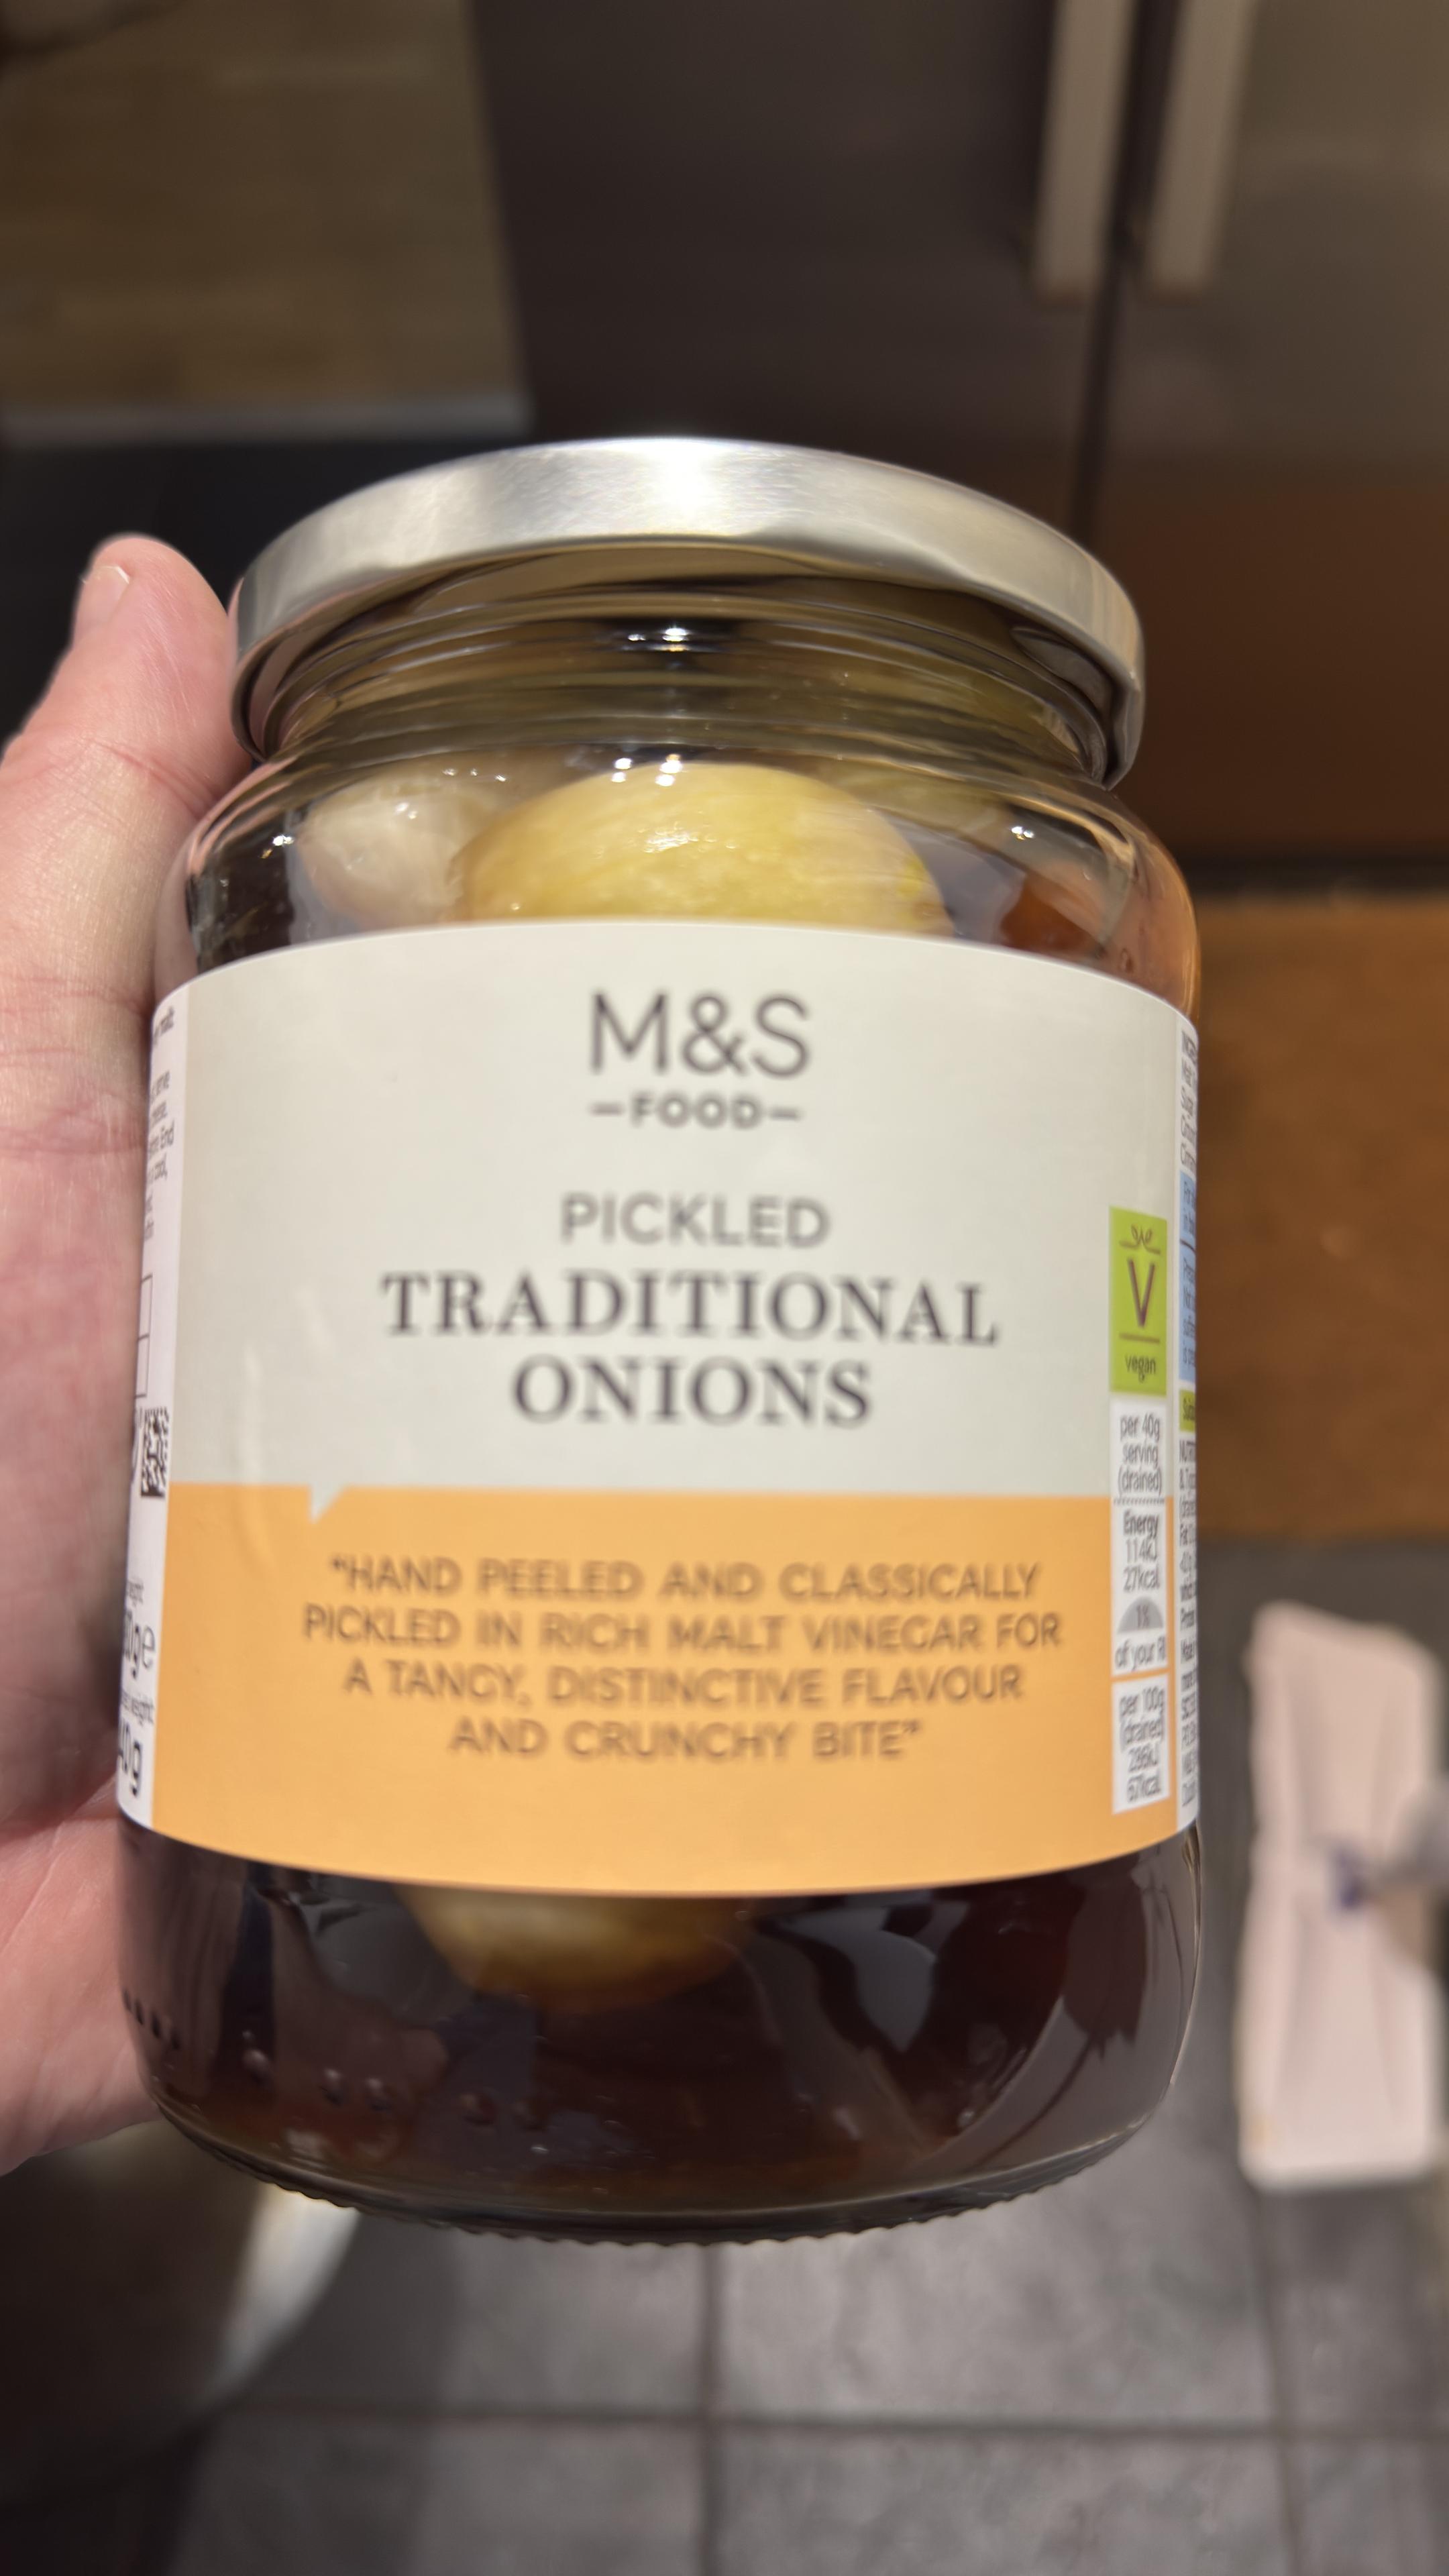 M&S
—FOOD—
PICKLED
TRADITIONAL
ONIONS
"HAND PEELED AND CLASSICALLY
PICKLED IN RICH MALT VINEGAR FOR
A TANGY, DISTINCTIVE FLAVOUR
AND CRUNCHY BITE"
V
vegan
per 40g
serving
(drained)
Energy
114kJ
27kcal
1%
of your RI
per 100g
(drained)
286kJ
67kcal